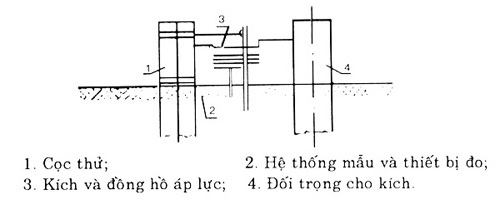 3
1
4
2
1. Cọc thử; 2. Hệ thống mẫu và thiết bị đo;
3. Kích và đồng hồ áp lực; 4. Đối trọng cho kích.